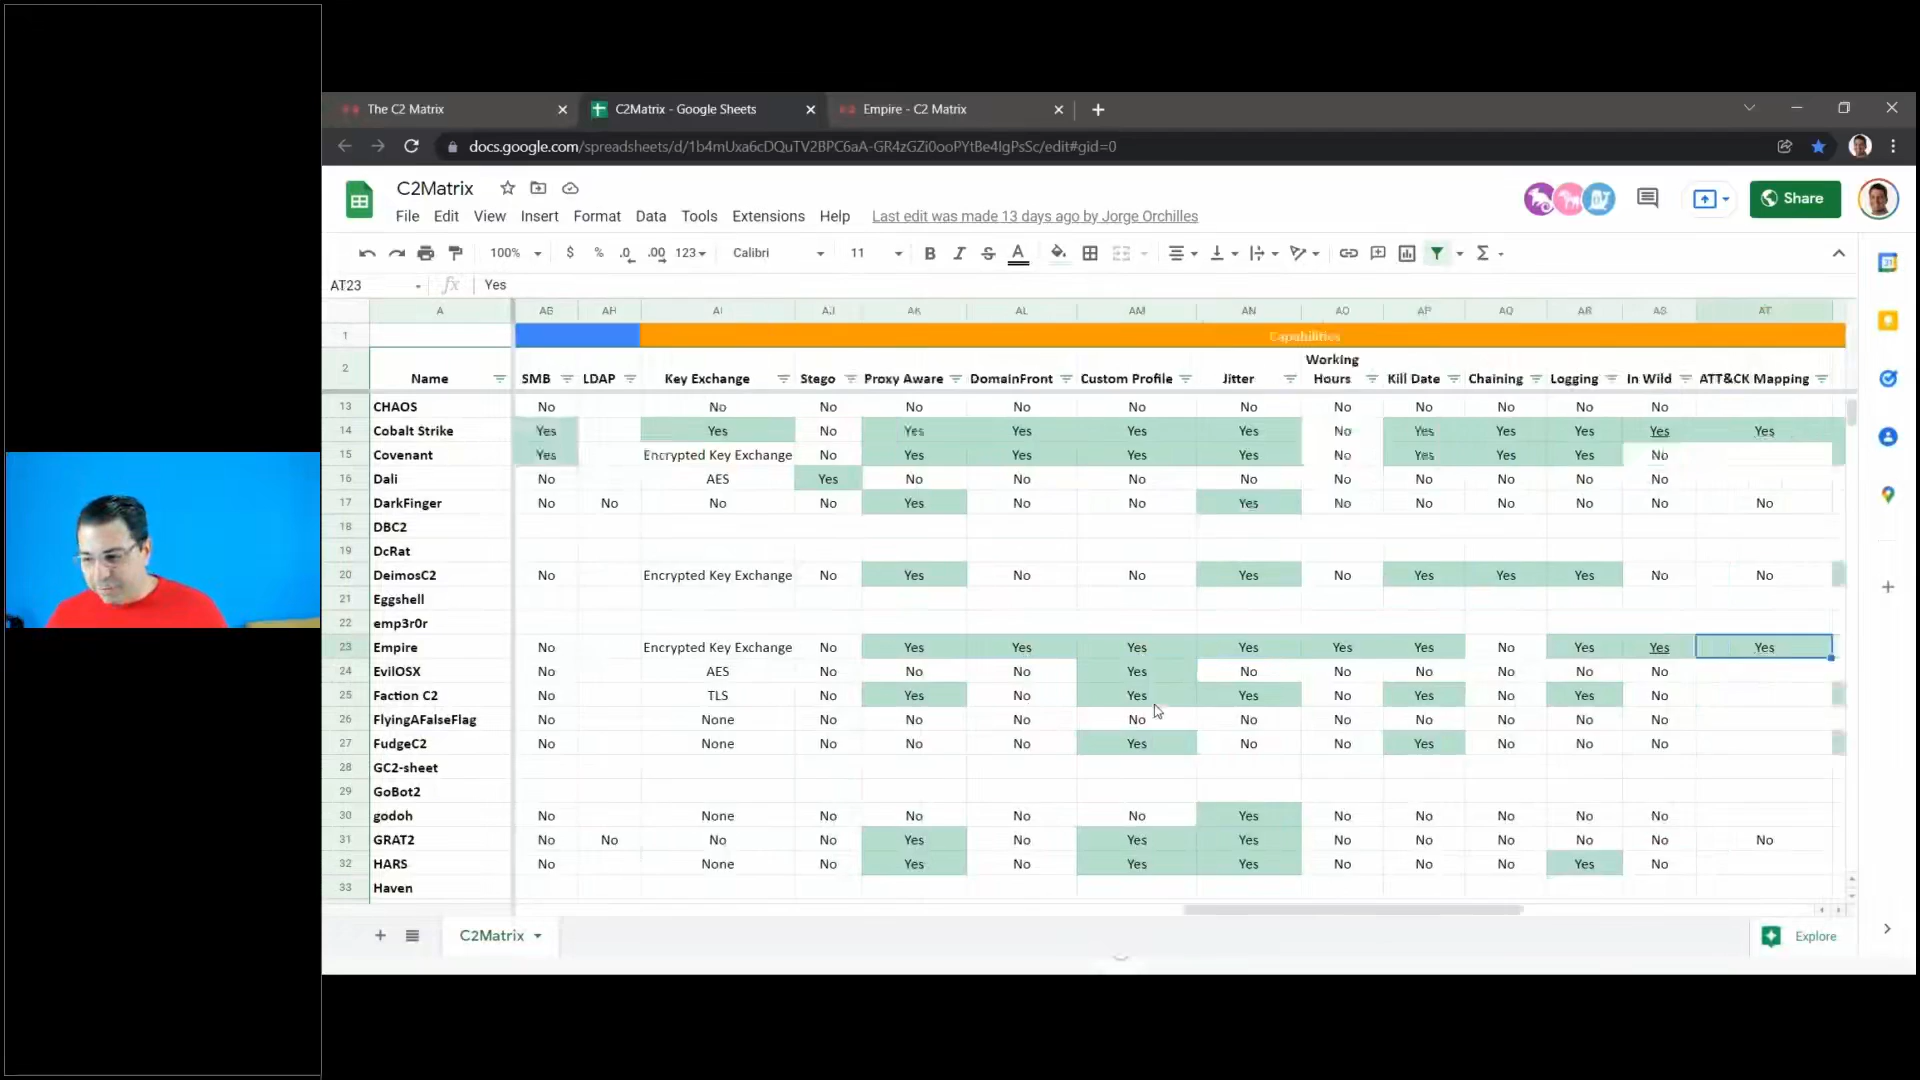 The C2 Matrix
C2Matrix - Google Sheets
Empire - C2 Matrix
docs.google.com/spreadsheets/d/1b4mUxa6cDQuTV2BPC6aA-GR4zGZi0ooPYtBe4IgPsSc/edit#gid=0
C2Matrix
File Edit View Insert Format Data Tools Extensions Help Last edit was made 13 days ago by Jorge Orchilles
Share
100% $ % .0 .00 123 Calibri 11 B I S A
AT23 fx Yes
A AG AH AI AJ AK AL AM AN AO AP AQ AR AS AT
1 Capabilities
2 Name SMB LDAP Key Exchange Stego Proxy Aware DomainFront Custom Profile Jitter Working Hours Kill Date Chaining Logging In Wild ATT&CK Mapping
13 CHAOS No No No No No No No No No No No No
14 Cobalt Strike Yes Yes No Yes Yes Yes Yes No Yes Yes Yes Yes Yes
15 Covenant Yes Encrypted Key Exchange No Yes Yes Yes Yes No Yes Yes Yes No
16 Dali No AES Yes No No No No No No No No No
17 DarkFinger No No No No Yes No No Yes No No No No No No
18 DBC2
19 DcRat
20 DeimosC2 No Encrypted Key Exchange No Yes No No Yes No Yes Yes Yes No No
21 Eggshell
22 emp3r0r
23 Empire No Encrypted Key Exchange No Yes Yes Yes Yes Yes Yes No Yes Yes Yes
24 EvilOSX No AES No No No Yes No No No No No No
25 Faction C2 No TLS No Yes No Yes Yes No Yes No Yes No
26 FlyingAFalseFlag No None No No No No No No No No No No
27 FudgeC2 No None No No No Yes No No Yes No No No
28 GC2-sheet
29 GoBot2
30 godoh No None No No No No Yes No No No No No
31 GRAT2 No No No No Yes No Yes Yes No No No No No No
32 HARS No None No Yes No Yes Yes No No No Yes No
33 Haven
C2Matrix
Explore